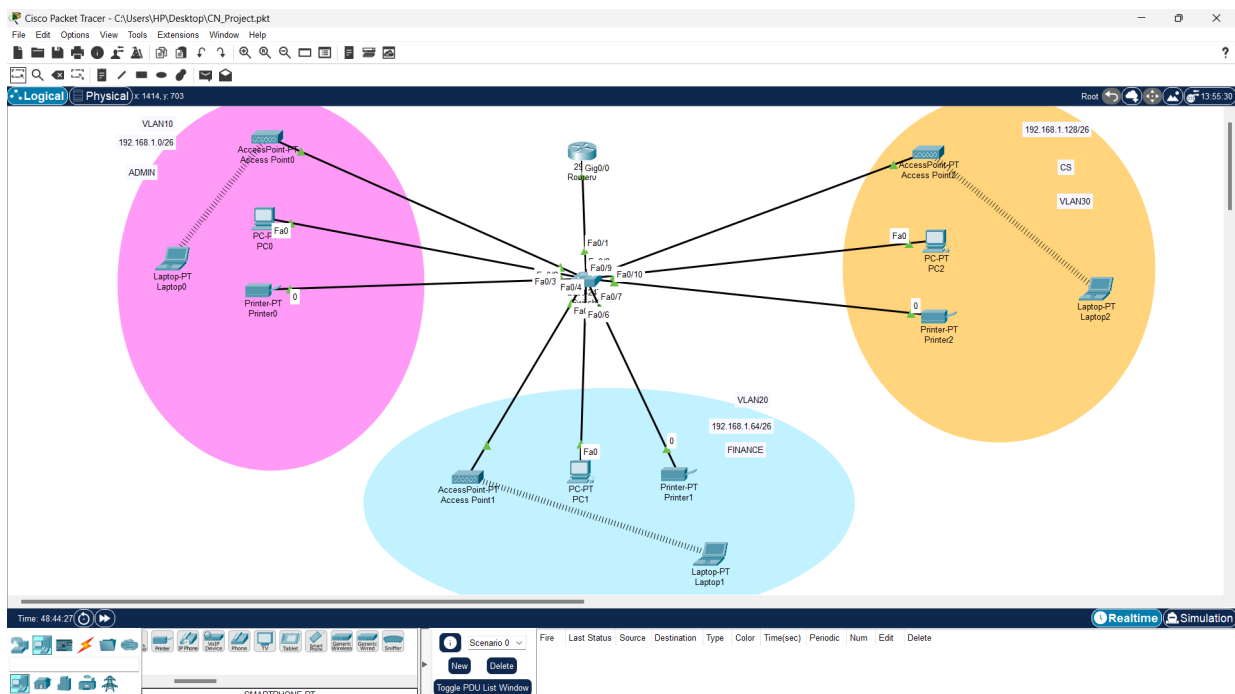 Cisco Packet Tracer - C:\Users\HP\Desktop\CN_Project.pkt
File Edit Options View Tools Extensions Window Help
?
Logical Physical x: 1414, y: 703
Root 13:55:30
VLAN10
192.168.1.0/26
ADMIN
AccessPoint-PT
Access Point0
PC0
Fa0
Laptop-PT
Laptop0
Printer-PT
Printer0
0
Gig0/0
Fa0/1
Fa0/9
Fa0/10
Fa0/3
Fa0/4
Fa0/7
Fa0/6
192.168.1.128/26
CS
VLAN30
AccessPoint-PT
Fa0
PC-PT
PC2
0
Printer-PT
Printer2
Laptop-PT
Laptop2
VLAN20
192.168.1.64/26
FINANCE
AccessPoint-PT
Access Point1
Fa0
PC-PT
PC1
0
Printer-PT
Printer1
Laptop-PT
Laptop1
Time: 48:44:27
Realtime Simulation
Printer IP Phone VoIP Device Phone TV Tablet Smart Phone Generic Wireless Generic Wired Sniffer
Scenario 0
New Delete
Toggle PDU List Window
Fire Last Status Source Destination Type Color Time(sec) Periodic Num Edit Delete